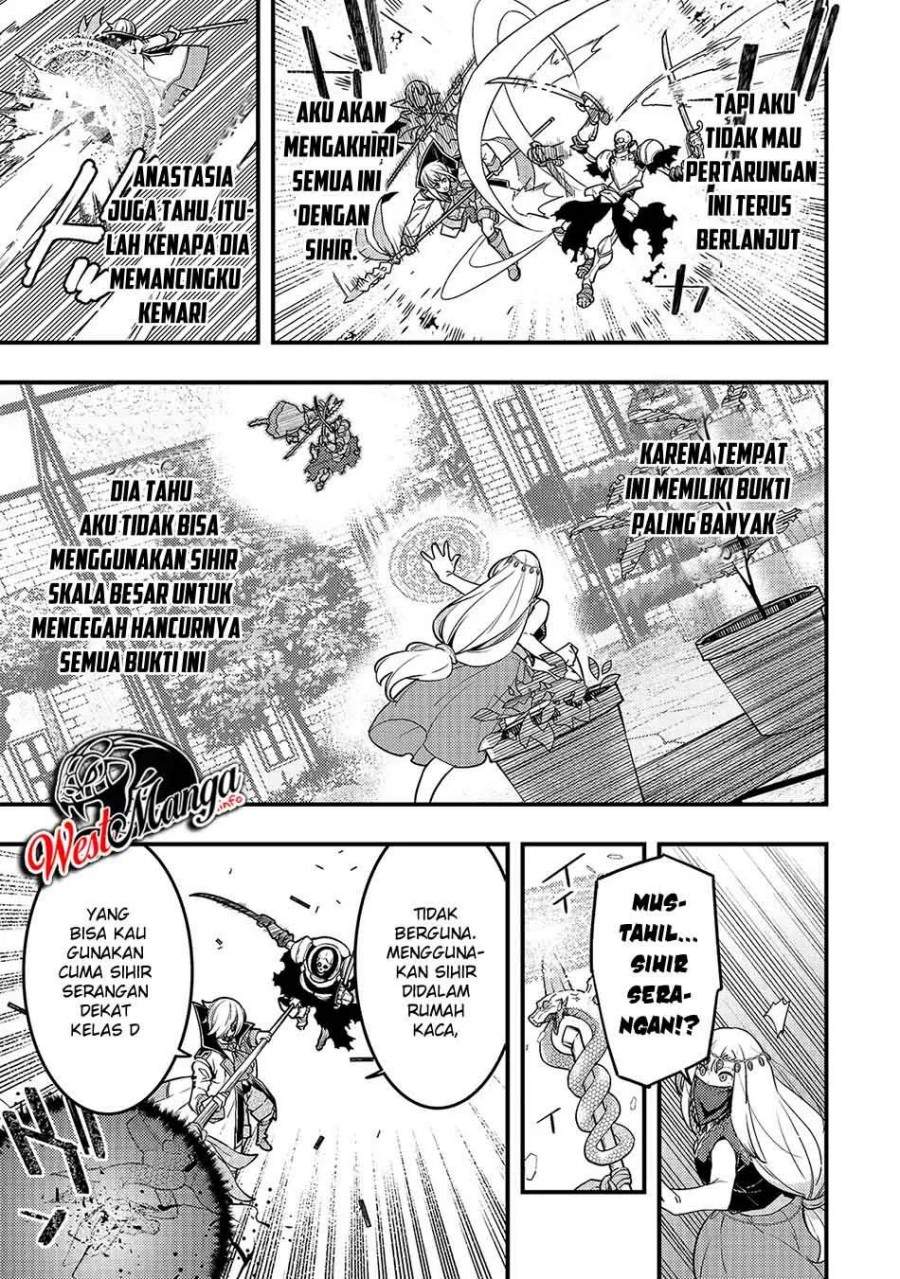 TAPI AKU
TIDAK MAU
PERTARUNGAN
INI TERUS
BERLANJUT
AKU AKAN
MENGAKHIRI
SEMUA INI
DENGAN
SIHIR.
ANASTASIA
JUGA TAHU, ITU-
LAH KENAPA DIA
MEMANCINGKU
KEMARI
KARENA TEMPAT
INI MEMILIKI BUKTI
PALING BANYAK
DIA TAHU
AKU TIDAK BISA
MENGGUNAKAN SIHIR
SKALA BESAR UNTUK
MENCEGAH HANCURNYA
SEMUA BUKTI INI
WestManga
.info
MUS-
TAHIL...
SIHIR
SERA-
NGAN!?
TIDAK
BERGUNA.
MENGGUNA-
KAN SIHIR
DIDALAM
RUMAH
KACA,
YANG
BISA KAU
GUNAKAN
CUMA SIHIR
SERANGAN
DEKAT
KELAS D